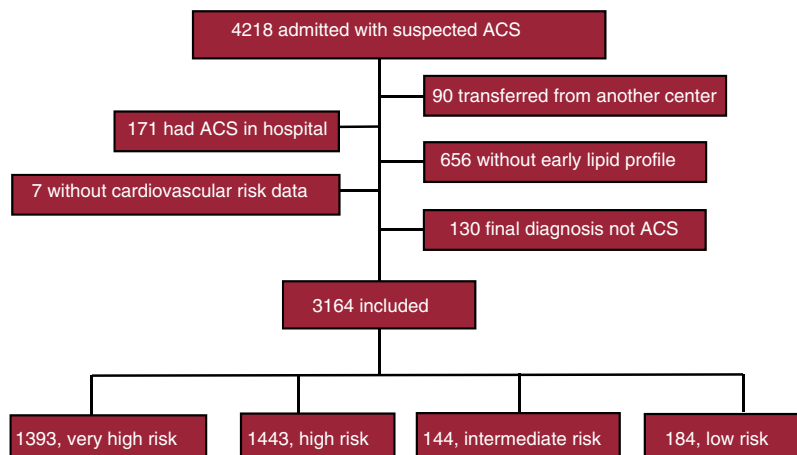 4218 admitted with suspected ACS
90 transferred from another center
171 had ACS in hospital
656 without early lipid profile
7 without cardiovascular risk data
130 final diagnosis not ACS
3164 included
1393, very high risk
1443, high risk
144, intermediate risk
184, low risk